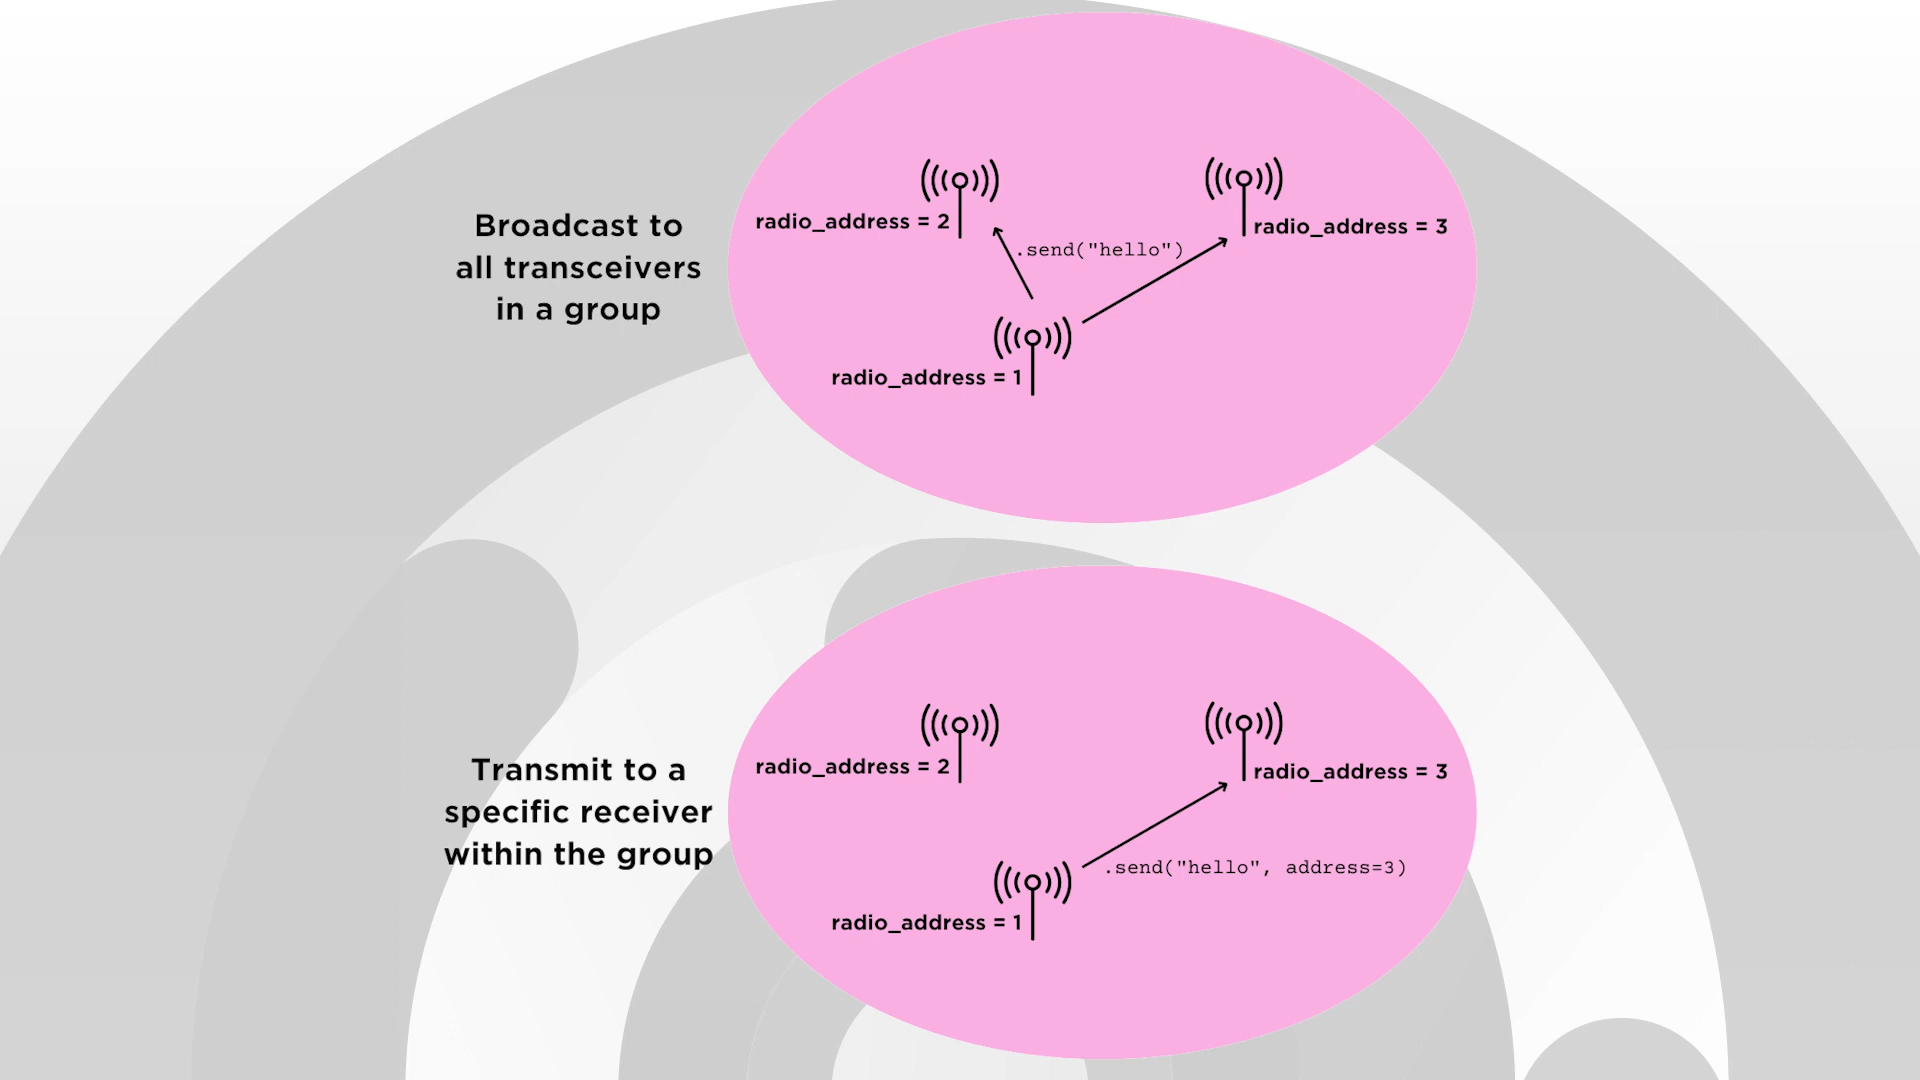 Broadcast to
all transceivers
in a group
radio_address = 2
radio_address = 3
.send("hello")
radio_address = 1
Transmit to a
specific receiver
within the group
radio_address = 2
radio_address = 3
.send("hello", address=3)
radio_address = 1